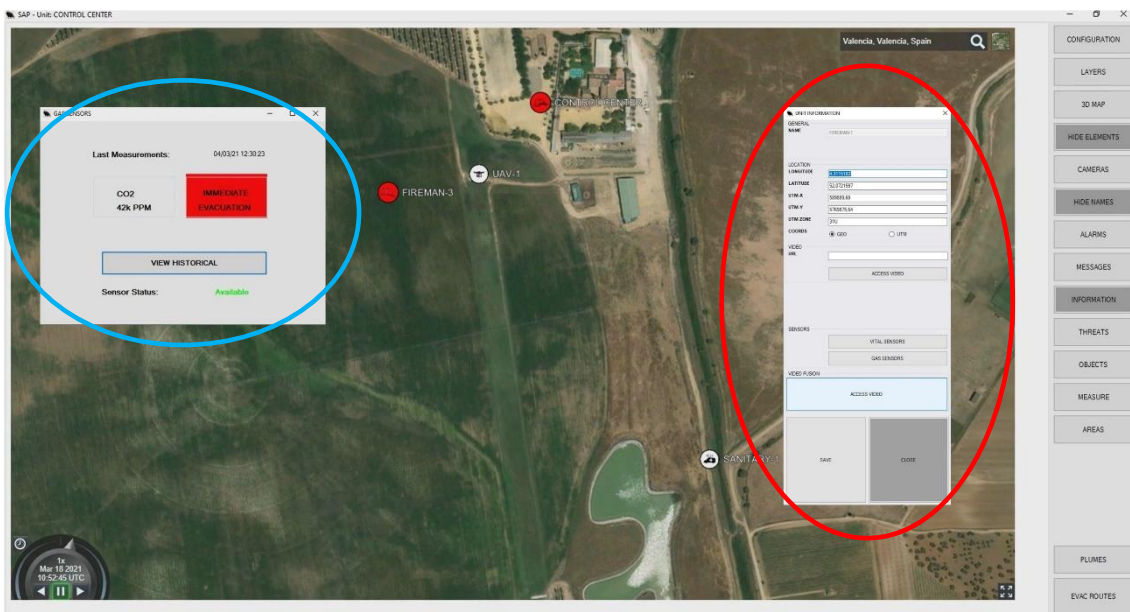 SAP - Unit: CONTROL CENTER
Valencia, Valencia, Spain
CONFIGURATION
LAYERS
3D MAP
HIDE ELEMENTS
CAMERAS
HIDE NAMES
ALARMS
MESSAGES
INFORMATION
THREATS
OBJECTS
MEASURE
AREAS
PLUMES
EVAC ROUTES
GAS SENSORS
Last Measurements: 04/03/21 12:30:23
CO2
42k PPM
IMMEDIATE
EVACUATION
VIEW HISTORICAL
Sensor Status: Available
CONTROL CENTER
UAV-1
FIREMAN-3
SANITARY-1
UNIT INFORMATION
GENERAL
NAME
LOCATION
LONGITUDE
LATITUDE
UTM-X
UTM-Y
UTM ZONE
31U
COORDS GEO UTM
VIDEO
URL
ACCESS VIDEO
SENSORS
VITAL SENSORS
GAS SENSORS
VIDEO FUSION
ACCESS VIDEO
SAVE
CLOSE
1x
Mar 18 2021
10:52:45 UTC